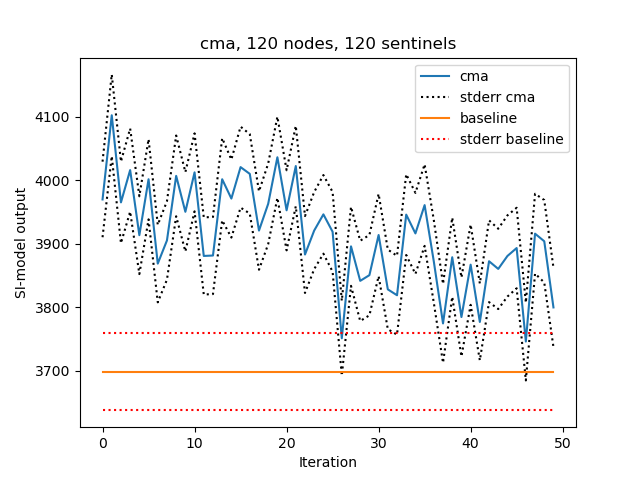 cma, 120 nodes, 120 sentinels
cma
stderr cma
baseline
stderr baseline
4100
4000
3900
3800
3700
SI-model output
0 10 20 30 40 50
Iteration